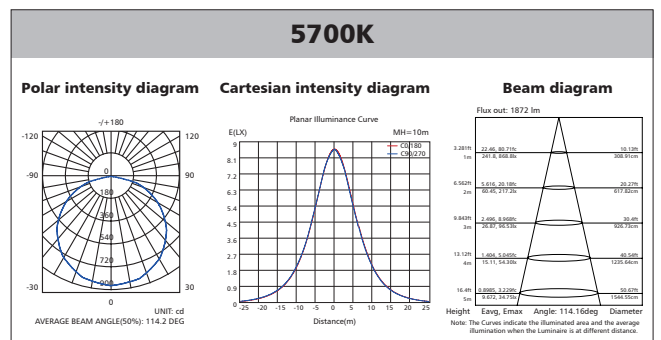 5700K
Polar intensity diagram
Cartesian intensity diagram
Beam diagram
-/+180
-120
120
-90
90
-30
30
0
0
180
360
540
720
900
UNIT: cd
AVERAGE BEAM ANGLE(50%): 114.2 DEG
Planar Illuminance Curve
E(LX)
MH=10m
C0/180
C90/270
9
8.1
7.2
6.3
5.4
4.5
3.6
2.7
1.8
0.9
0
-25 -20 -15 -10 -5 0 5 10 15 20 25
Distance(m)
Flux out: 1872 lm
3.281ft 22.46, 80.71fc 10.13ft
1m 241.8, 868.8lx 308.91cm
6.562ft 5.616, 20.18fc 20.27ft
2m 60.45, 217.2lx 617.82cm
9.843ft 2.496, 8.968fc 30.4ft
3m 26.87, 96.53lx 926.73cm
13.12ft 1.404, 5.045fc 40.54ft
4m 15.11, 54.30lx 1235.64cm
16.4ft 0.8985, 3.229fc 50.67ft
5m 9.672, 34.75lx 1544.55cm
Height Eavg, Emax Angle: 114.16deg Diameter
Note: The Curves indicate the illuminated area and the average
illumination when the Luminaire is at different distance.